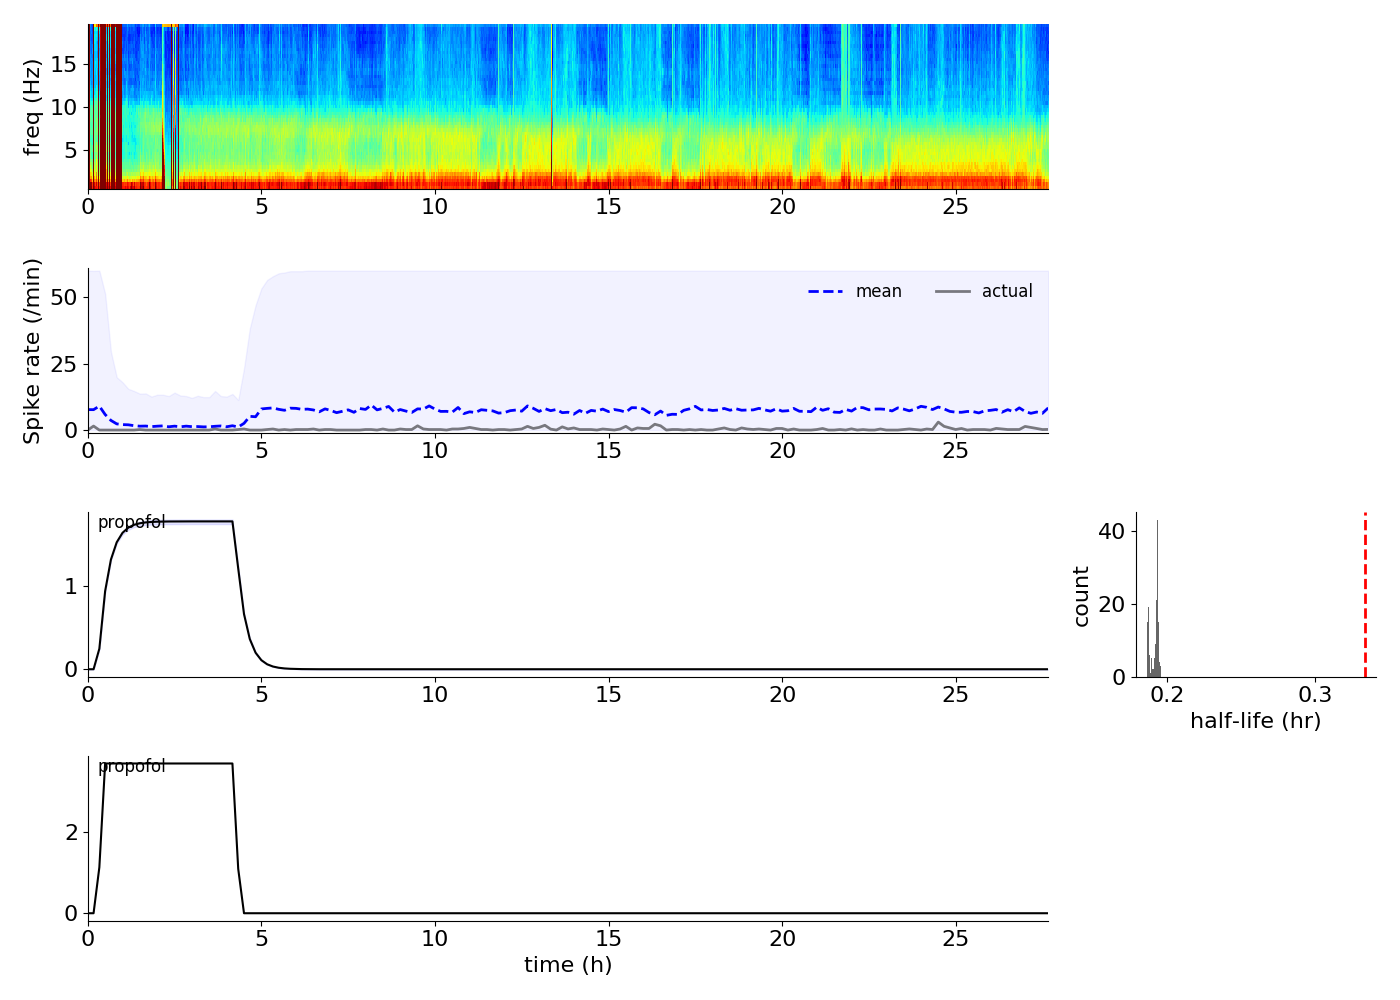 freq (Hz)
15
10
5
0 5 10 15 20 25
Spike rate (/min)
50
25
0
mean actual
0 5 10 15 20 25
propofol
1
0
0 5 10 15 20 25
count
40
20
0
0.2 0.3
half-life (hr)
propofol
2
0
0 5 10 15 20 25
time (h)